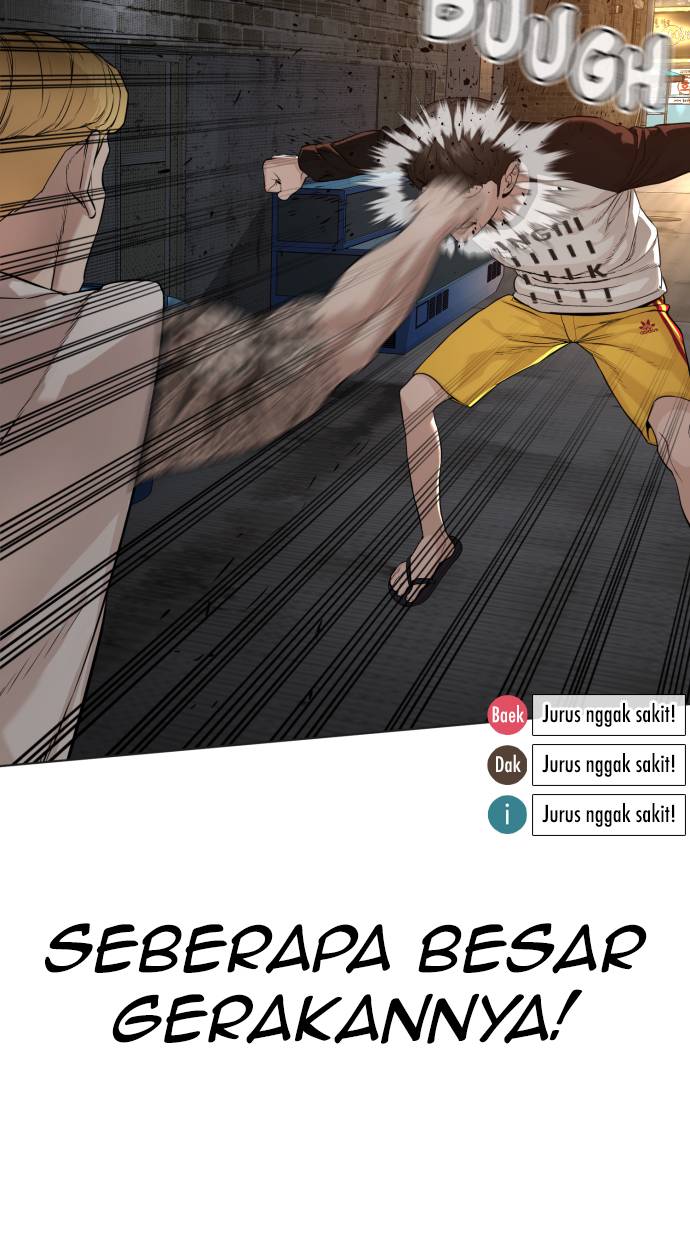 BUUGH
Baek Jurus nggak sakit!
Dak Jurus nggak sakit!
i Jurus nggak sakit!
SEBERAPA BESAR
GERAKANNYA!